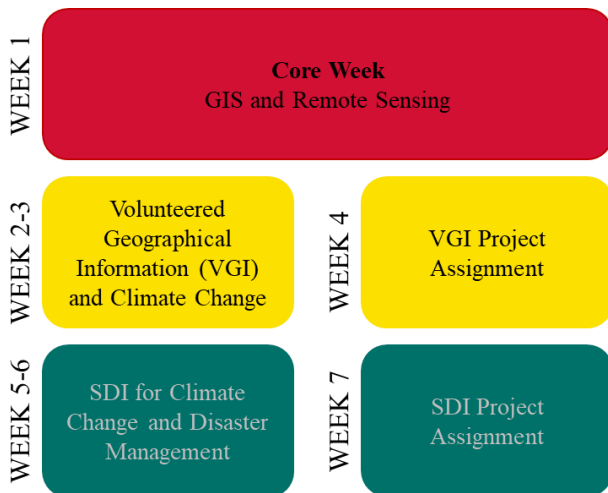 WEEK 1
Core Week
GIS and Remote Sensing
WEEK 2-3
Volunteered
Geographical
Information (VGI)
and Climate Change
WEEK 4
VGI Project
Assignment
WEEK 5-6
SDI for Climate
Change and Disaster
Management
WEEK 7
SDI Project
Assignment